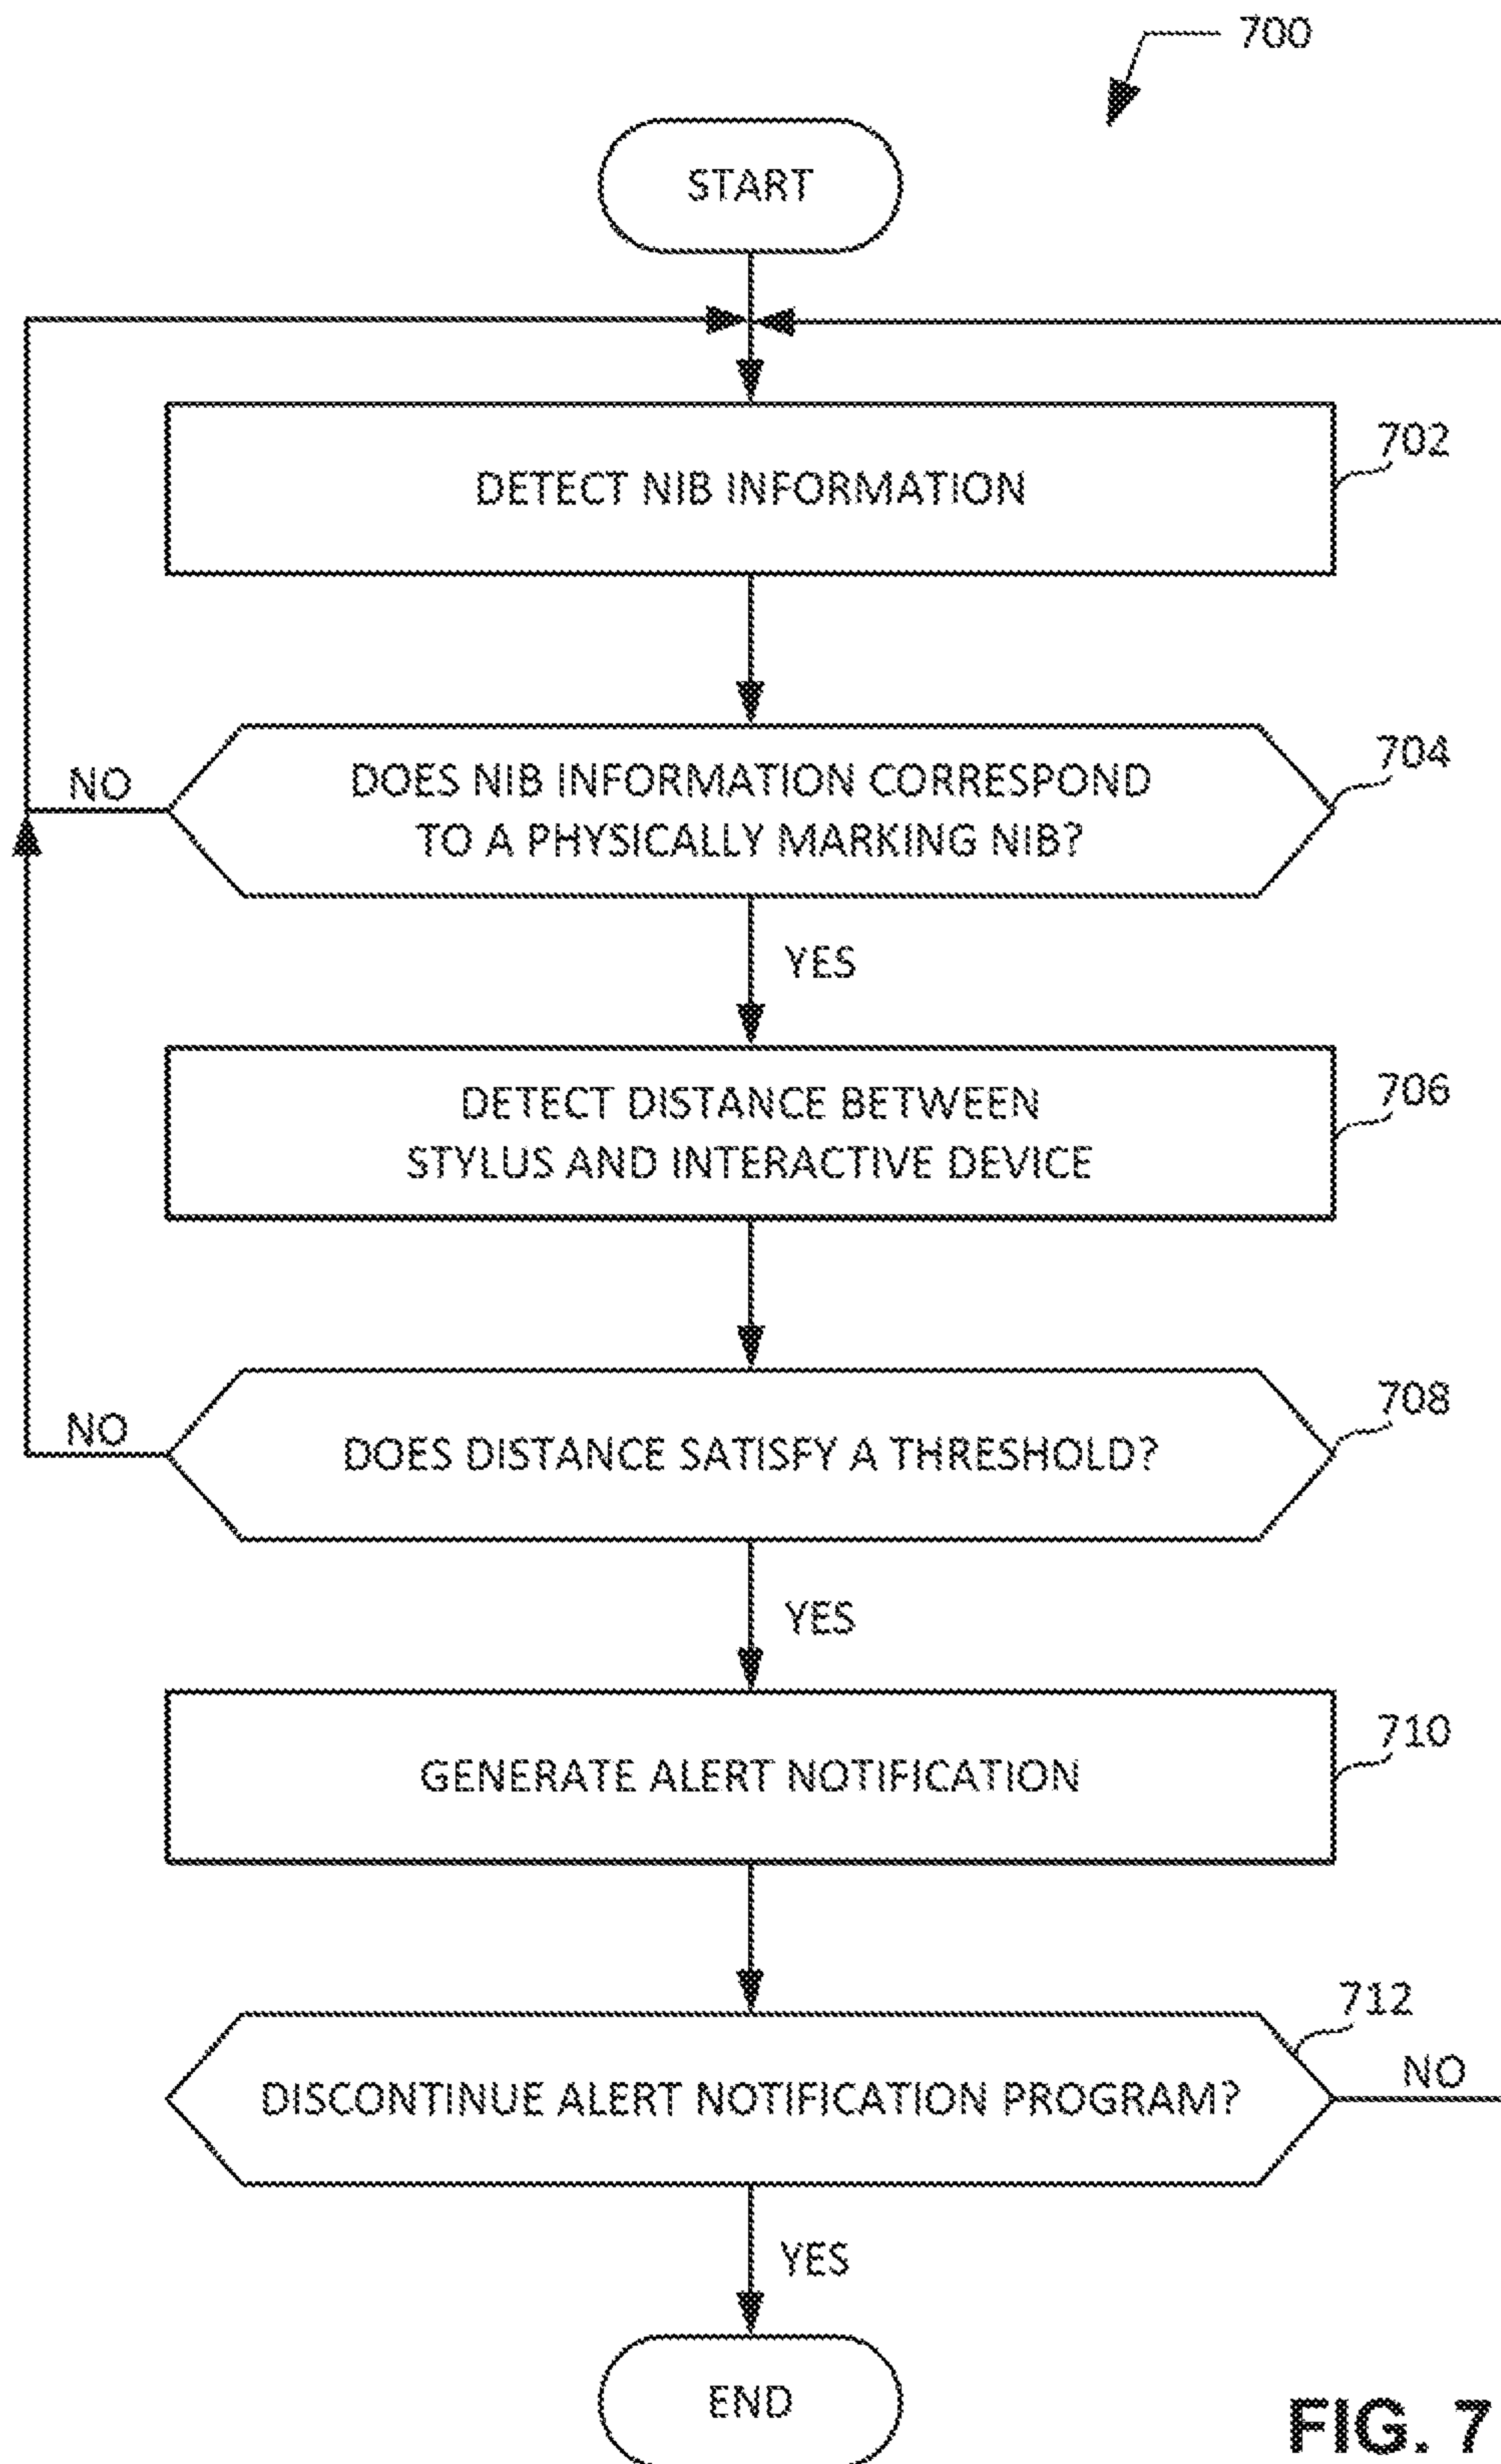 700
START
DETECT NIB INFORMATION
702
DOES NIB INFORMATION CORRESPOND
TO A PHYSICALLY MARKING NIB?
704
NO
YES
DETECT DISTANCE BETWEEN
STYLUS AND INTERACTIVE DEVICE
706
DOES DISTANCE SATISFY A THRESHOLD?
708
NO
YES
GENERATE ALERT NOTIFICATION
710
DISCONTINUE ALERT NOTIFICATION PROGRAM?
712
NO
YES
END
FIG. 7